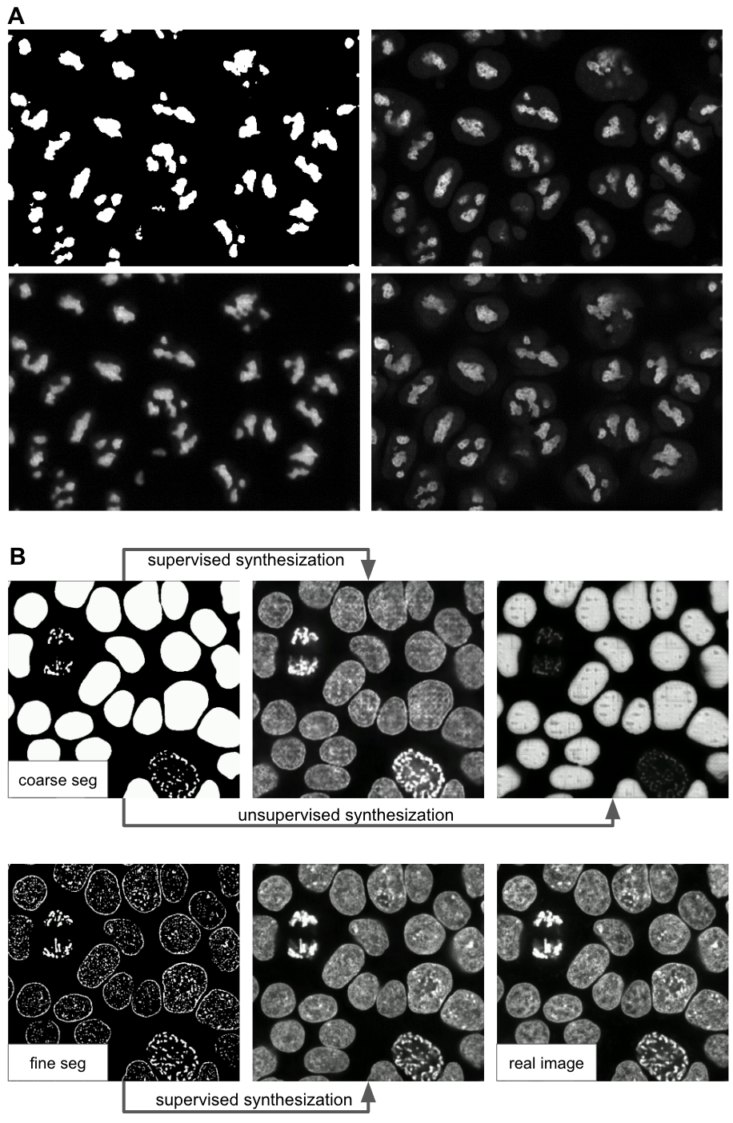 A
B
supervised synthesization
coarse seg
unsupervised synthesization
fine seg
real image
supervised synthesization